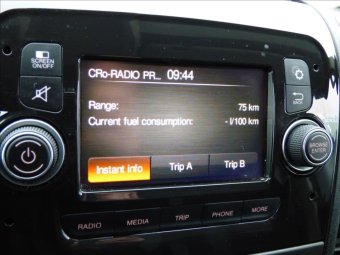 SCREEN
ON/OFF
CRo-RADIO PR... 09:44
Range: 75 km
Current fuel consumption: - l/100 km
Instant info Trip A Trip B
BACK
BROWSE
ENTER
RADIO MEDIA TRIP PHONE MORE